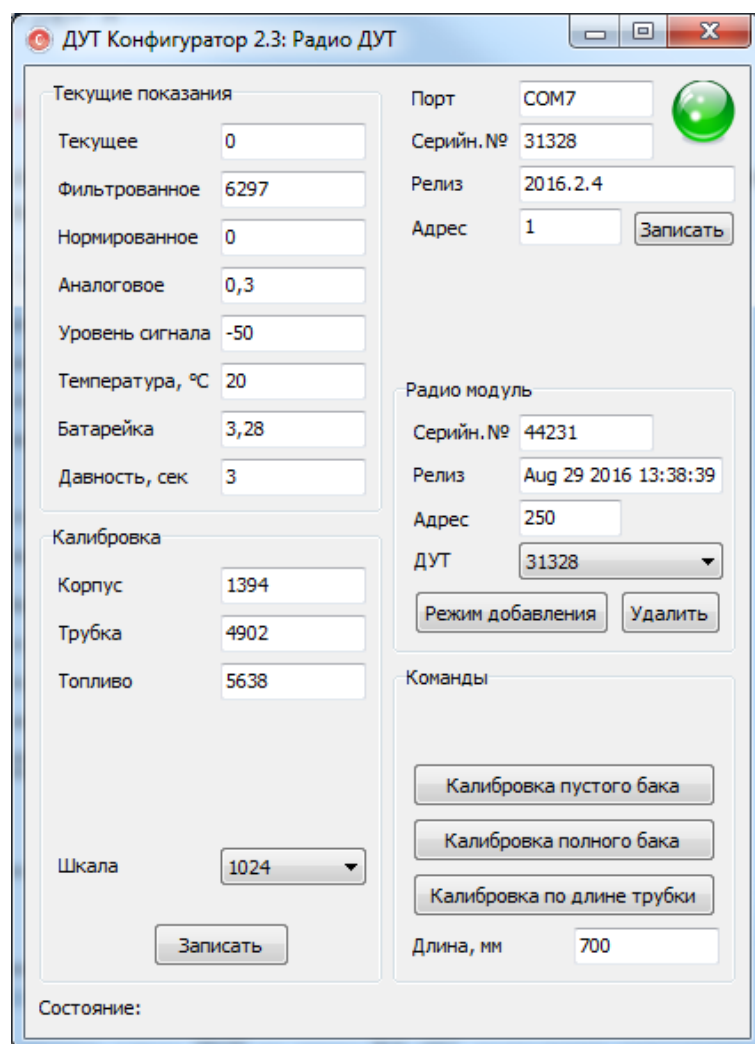 ДУТ Конфигуратор 2.3: Радио ДУТ
Текущие показания
Текущее 0
Фильтрованное 6297
Нормированное 0
Аналоговое 0,3
Уровень сигнала -50
Температура, °C 20
Батарейка 3,28
Давность, сек 3
Калибровка
Корпус 1394
Трубка 4902
Топливо 5638
Шкала 1024
Записать
Порт COM7
Серийн.№ 31328
Релиз 2016.2.4
Адрес 1 Записать
Радио модуль
Серийн.№ 44231
Релиз Aug 29 2016 13:38:39
Адрес 250
ДУТ 31328
Режим добавления Удалить
Команды
Калибровка пустого бака
Калибровка полного бака
Калибровка по длине трубки
Длина, мм 700
Состояние: